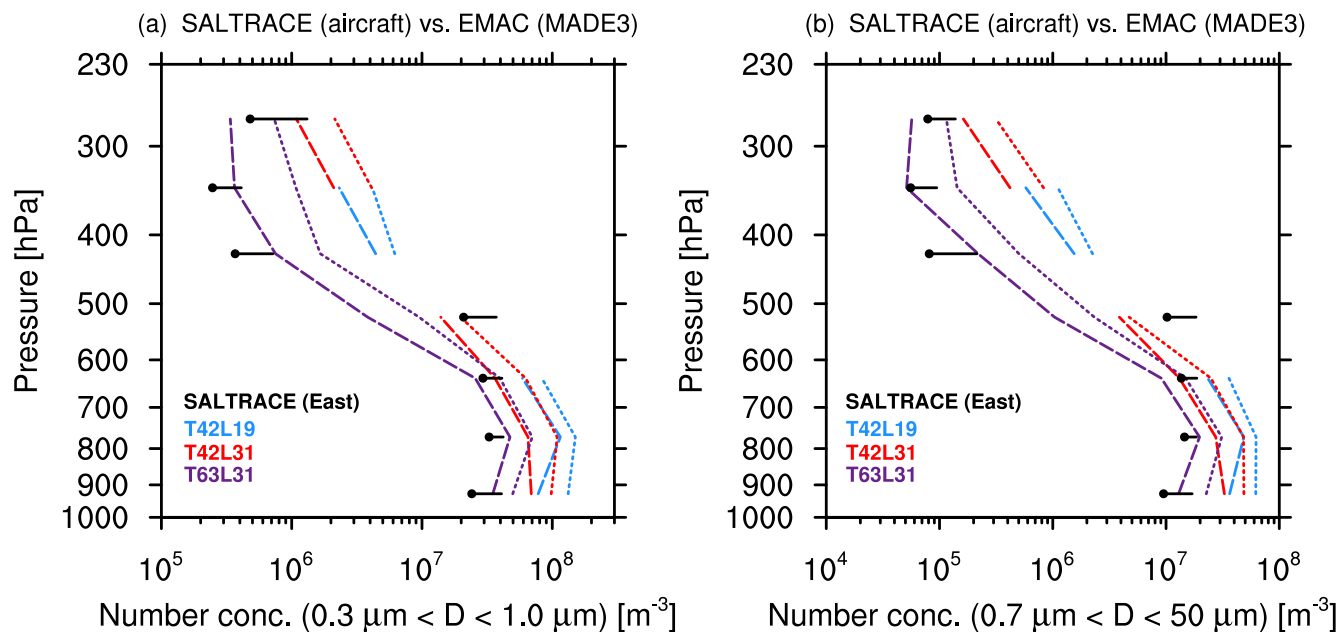 (a) SALTRACE (aircraft) vs. EMAC (MADE3)
230
300
400
500
600
700
800
900
1000
Pressure [hPa]
SALTRACE (East)
T42L19
T42L31
T63L31
10⁵ 10⁶ 10⁷ 10⁸
Number conc. (0.3 μm < D < 1.0 μm) [m⁻³]
(b) SALTRACE (aircraft) vs. EMAC (MADE3)
230
300
400
500
600
700
800
900
1000
Pressure [hPa]
SALTRACE (East)
T42L19
T42L31
T63L31
10⁴ 10⁵ 10⁶ 10⁷ 10⁸
Number conc. (0.7 μm < D < 50 μm) [m⁻³]